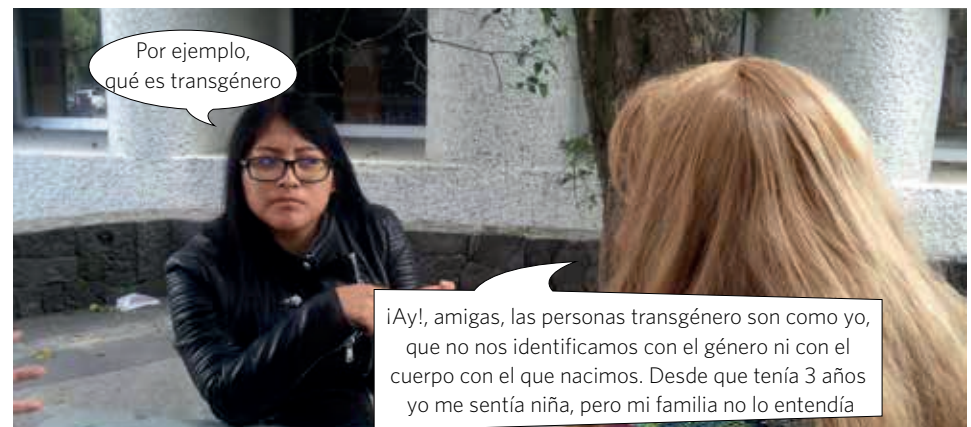 Por ejemplo,
qué es transgénero
¡Ay!, amigas, las personas transgénero son como yo,
que no nos identificamos con el género ni con el
cuerpo con el que nacimos. Desde que tenía 3 años
yo me sentía niña, pero mi familia no lo entendía